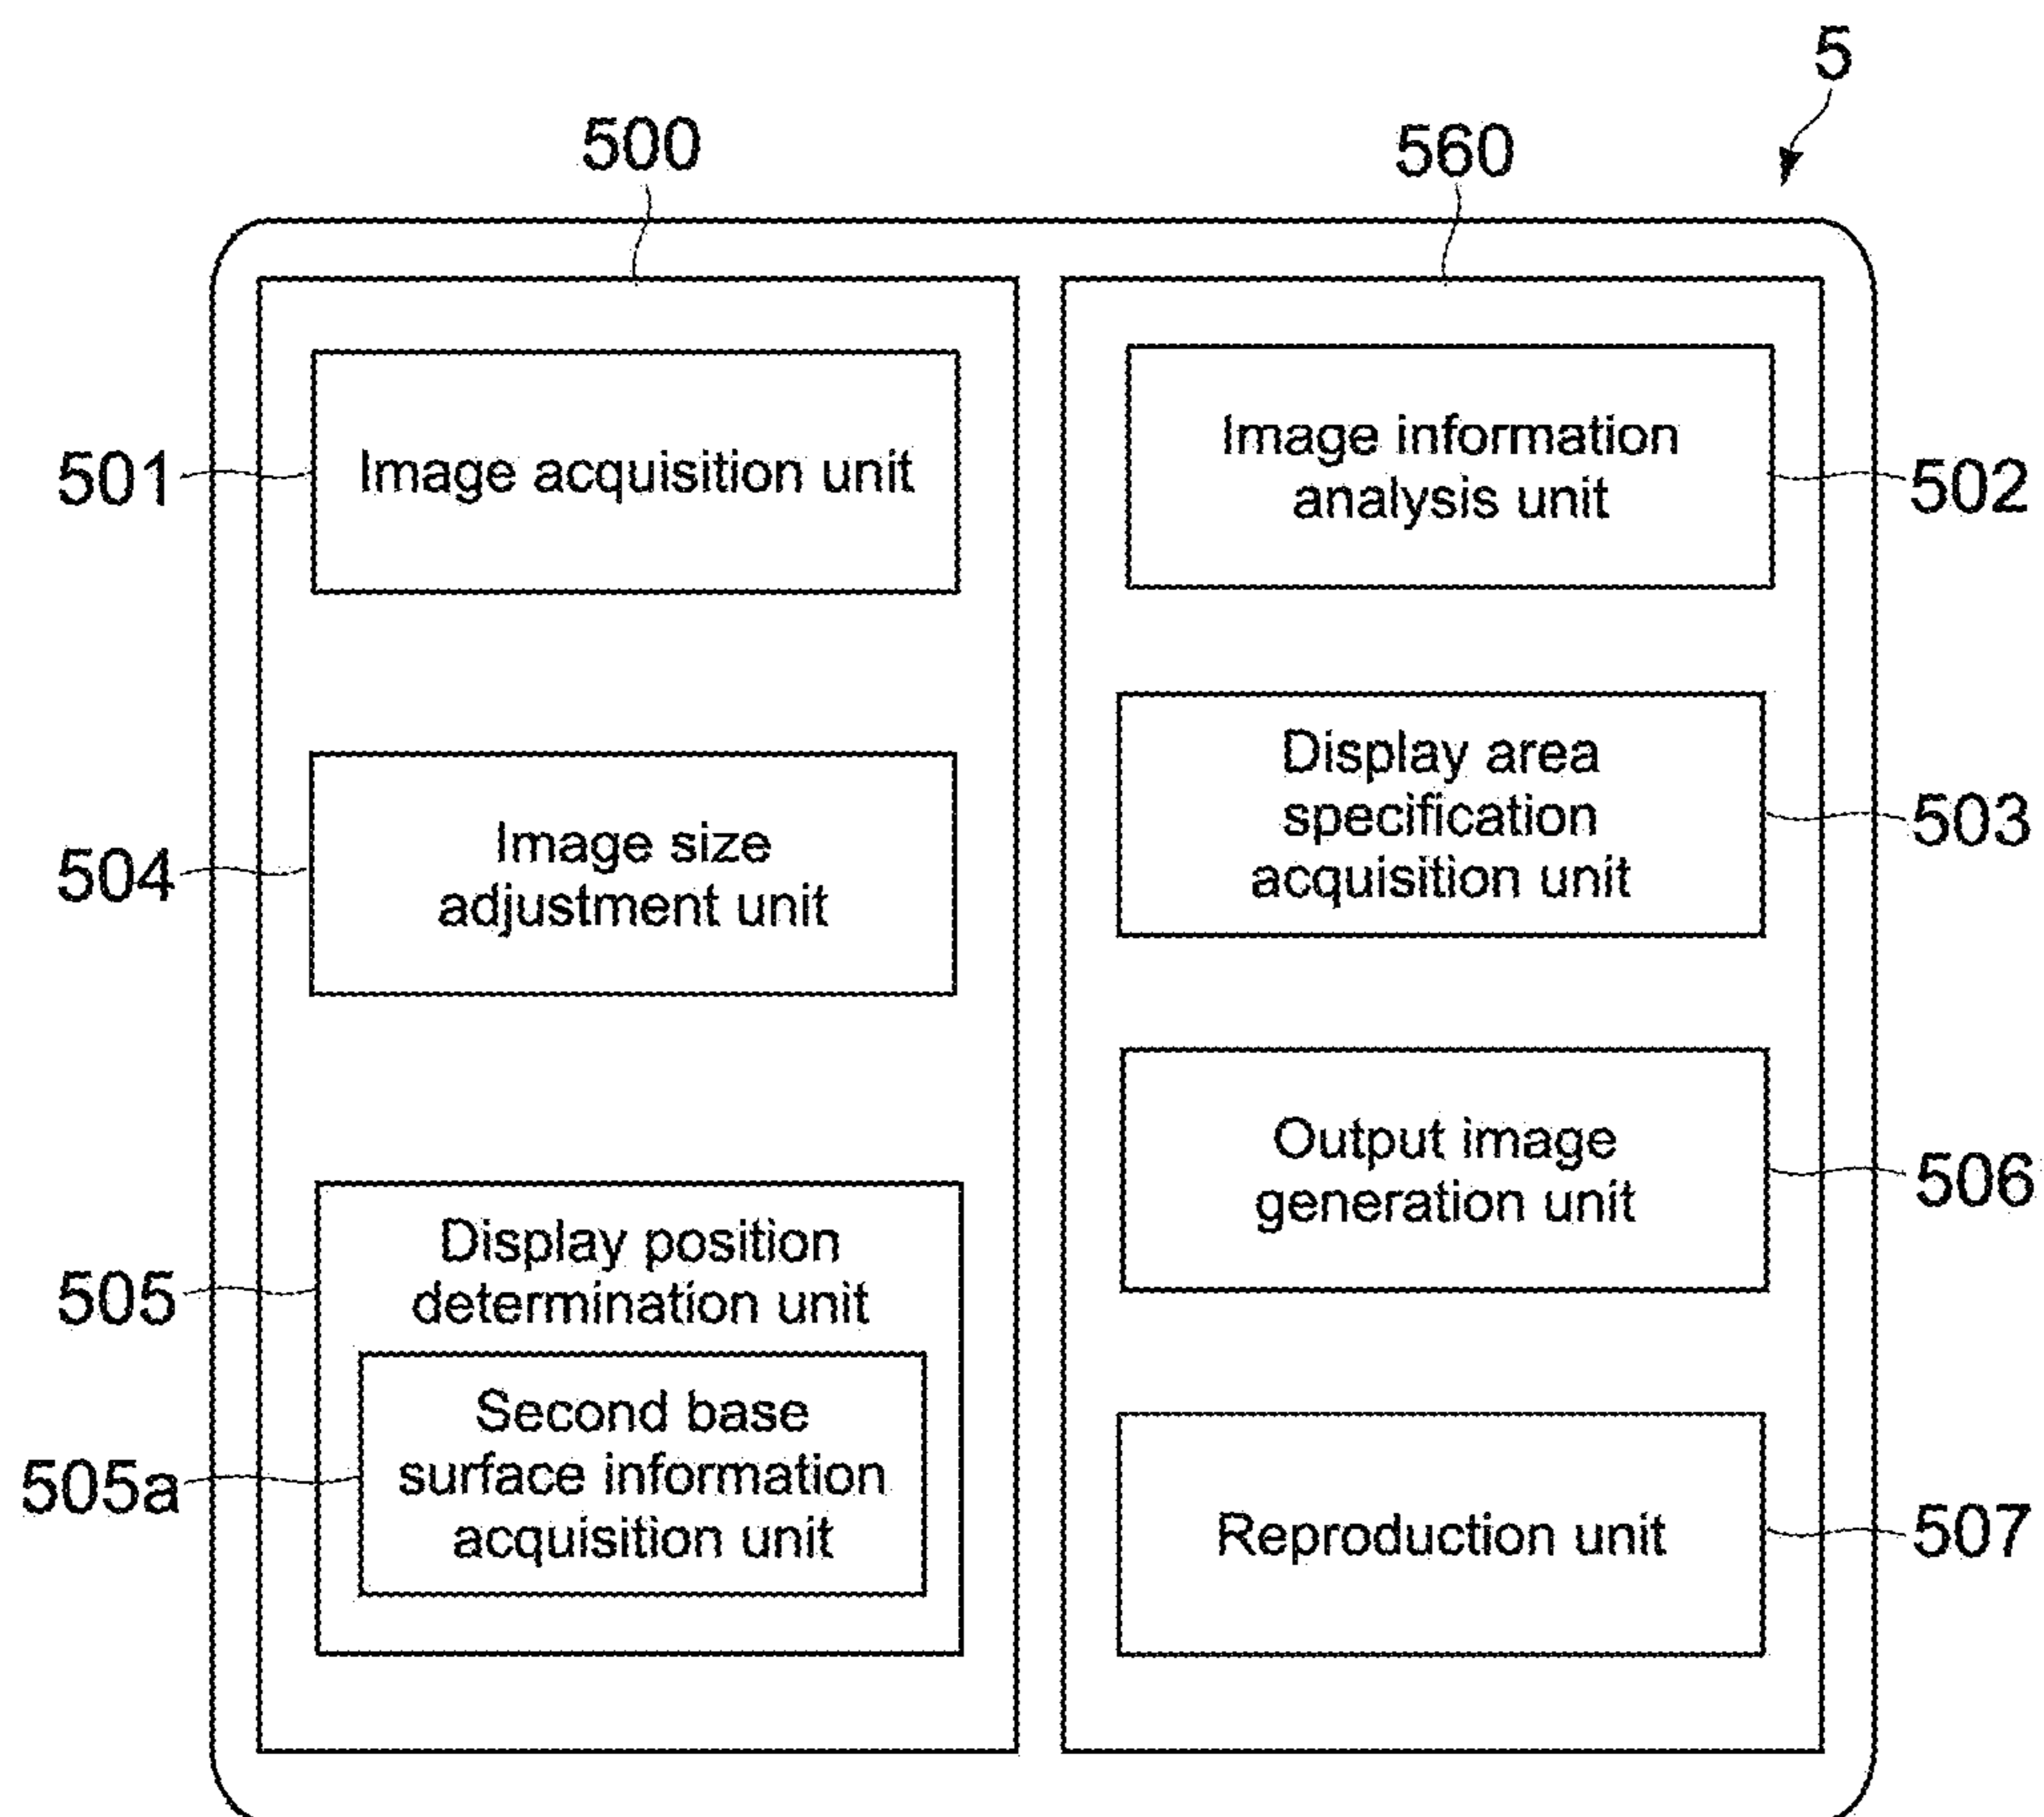 5
500
560
501
Image acquisition unit
Image information
analysis unit
502
Display area
specification
acquisition unit
503
504
Image size
adjustment unit
Output image
generation unit
506
505
Display position
determination unit
505a
Second base
surface information
acquisition unit
Reproduction unit
507